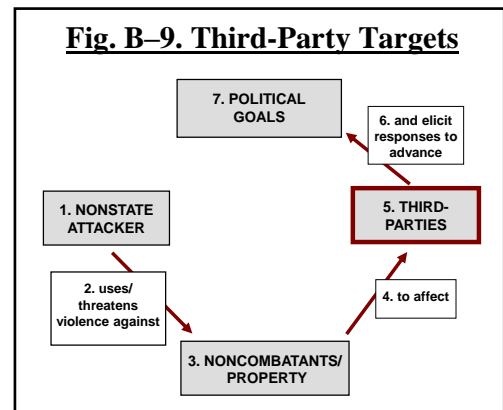 Fig. B–9. Third-Party Targets
7. POLITICAL
GOALS
6. and elicit
responses to
advance
1. NONSTATE
ATTACKER
5. THIRD-
PARTIES
2. uses/
threatens
violence against
4. to affect
3. NONCOMBATANTS/
PROPERTY